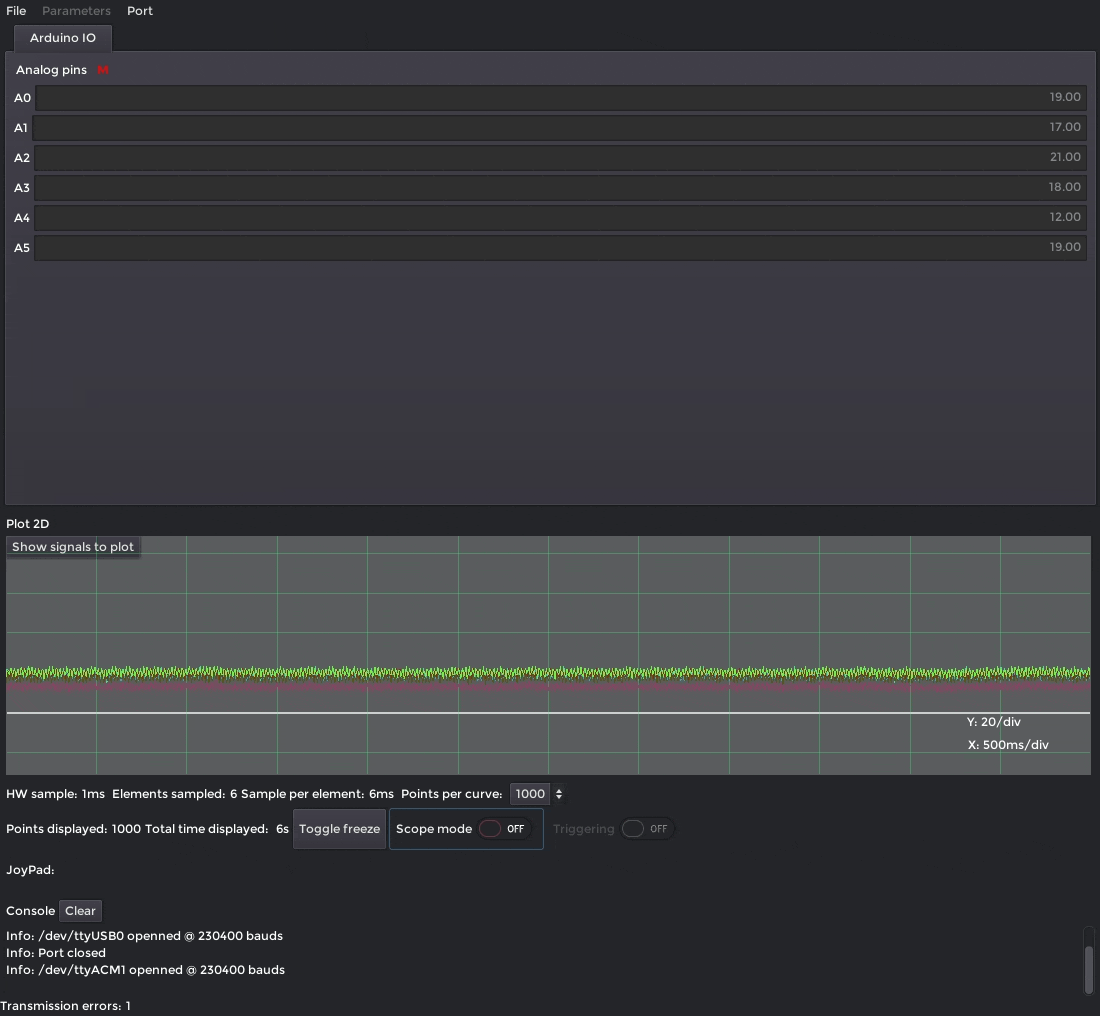 File Parameters Port
Arduino IO
Analog pins M
A0 19.00
A1 17.00
A2 21.00
A3 18.00
A4 12.00
A5 19.00
Plot 2D
Show signals to plot
Y: 20/div
X: 500ms/div
HW sample: 1ms Elements sampled: 6 Sample per element: 6ms Points per curve: 1000
Points displayed: 1000 Total time displayed: 6s Toggle freeze Scope mode OFF Triggering OFF
JoyPad:
Console Clear
Info: /dev/ttyUSB0 openned @ 230400 bauds
Info: Port closed
Info: /dev/ttyACM1 openned @ 230400 bauds
Transmission errors: 1